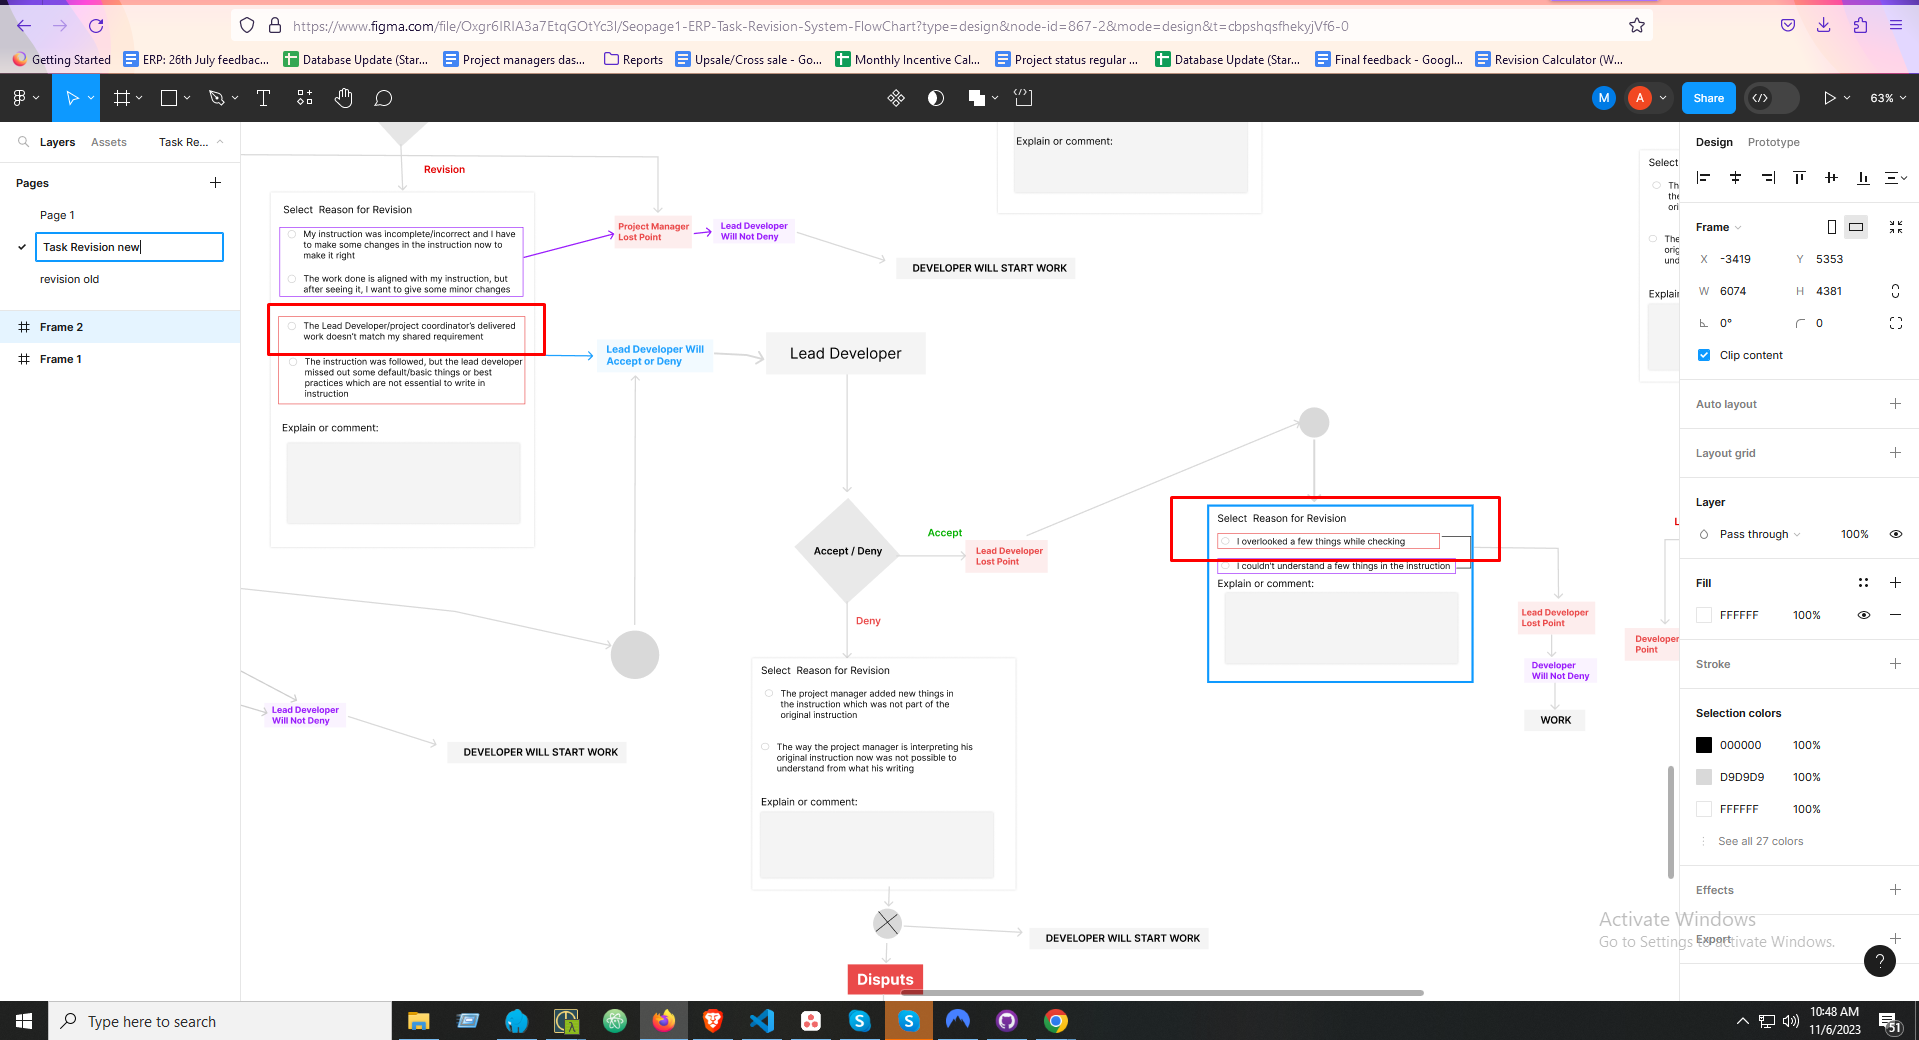 https://www.figma.com/file/Oxgr6IRIA3a7EtqGOtYc3I/Seopage1-ERP-Task-Revision-System-FlowChart?type=design&node-id=867-2&mode=design&t=cbpshqsfhekyjVf6-0
Getting Started
ERP: 26th July feedbac...
Database Update (Star...
Project managers das...
Reports
Upsale/Cross sale - Go...
Monthly Incentive Cal...
Project status regular ...
Database Update (Star...
Final feedback - Googl...
Revision Calculator (W...
M
A
Share
63%
Layers
Assets
Task Re...
Pages
Page 1
Task Revision new
revision old
Frame 2
Frame 1
Revision
Select Reason for Revision
My instruction was incomplete/incorrect and I have
to make some changes in the instruction now to
make it right
The work done is aligned with my instruction, but
after seeing it, I want to give some minor changes
The Lead Developer/project coordinator's delivered
work doesn't match my shared requirement
The instruction was followed, but the lead developer
missed out some default/basic things or best
practices which are not essential to write in
instruction
Explain or comment:
Project Manager
Lost Point
Lead Developer
Will Not Deny
DEVELOPER WILL START WORK
Explain or comment:
Lead Developer Will
Accept or Deny
Lead Developer
Accept / Deny
Accept
Lead Developer
Lost Point
Deny
Select Reason for Revision
The project manager added new things in
the instruction which was not part of the
original instruction
The way the project manager is interpreting his
original instruction now was not possible to
understand from what his writing
Explain or comment:
DEVELOPER WILL START WORK
Disputs
Lead Developer
Will Not Deny
DEVELOPER WILL START WORK
Select Reason for Revision
I overlooked a few things while checking
I couldn't understand a few things in the instruction
Explain or comment:
Lead Developer
Lost Point
Developer
Will Not Deny
WORK
Developer
Point
Select
Th
the
ori
The
orig
und
Explai
L
Design
Prototype
Frame
X -3419
Y 5353
W 6074
H 4381
0°
0
Clip content
Auto layout
Layout grid
Layer
Pass through
100%
Fill
FFFFFF
100%
Stroke
Selection colors
000000
100%
D9D9D9
100%
FFFFFF
100%
See all 27 colors
Effects
Export
Activate Windows
Go to Settings to activate Windows.
?
Type here to search
10:48 AM
11/6/2023
51